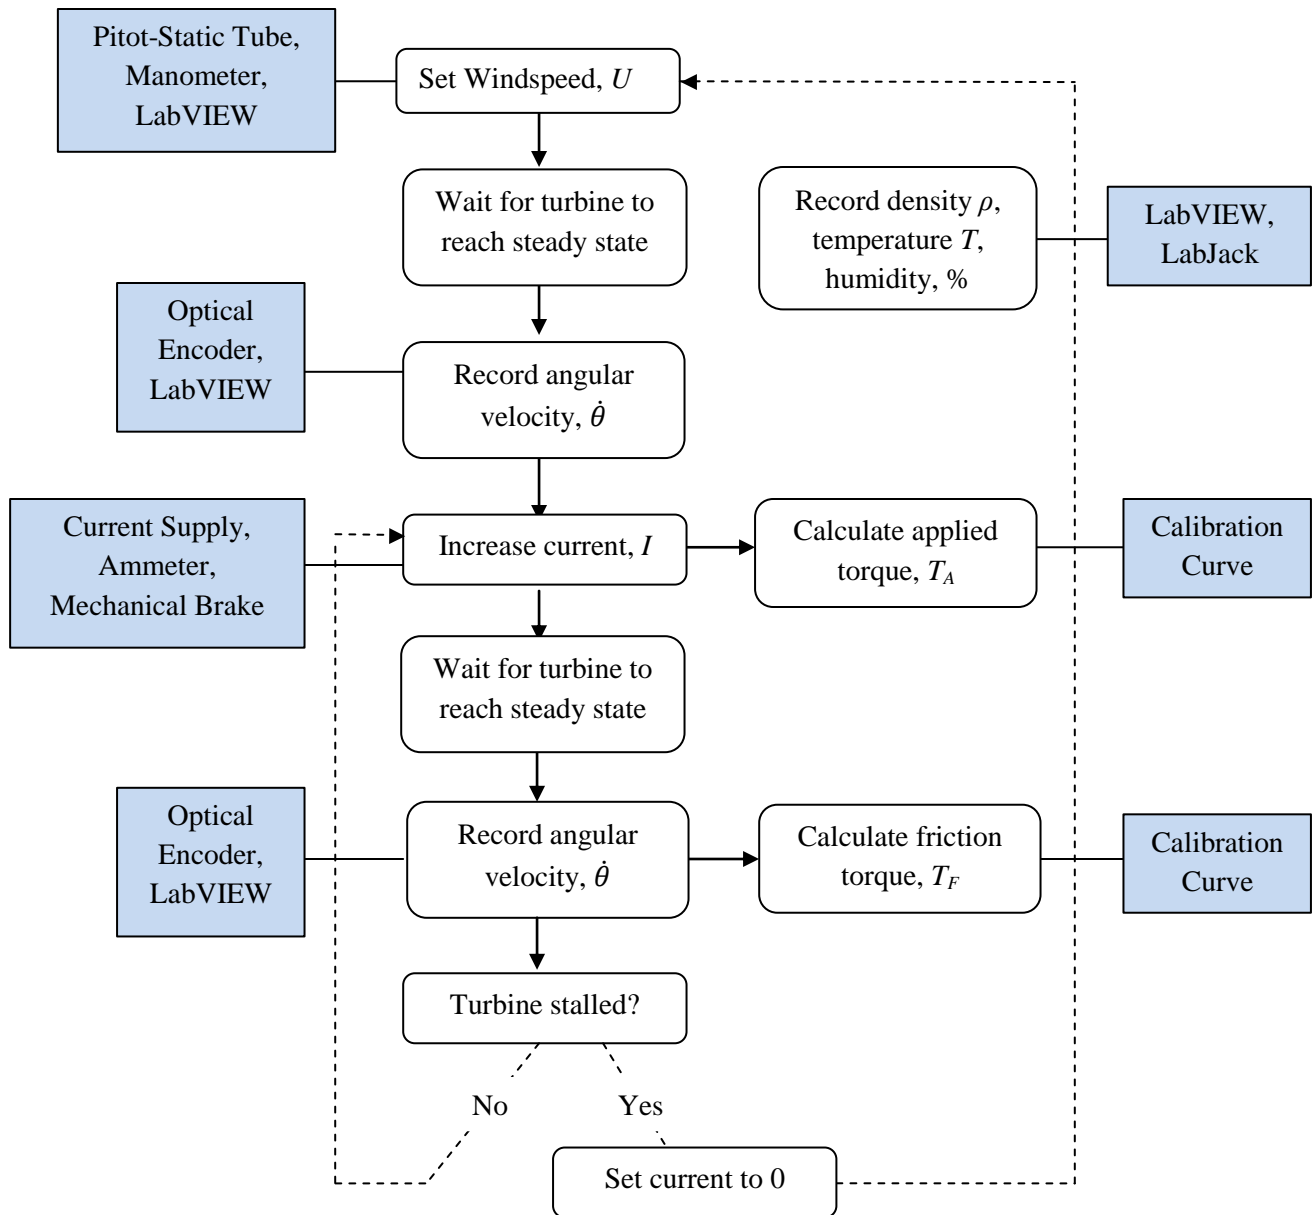 Pitot-Static Tube,
Manometer,
LabVIEW
Set Windspeed, U
Wait for turbine to
reach steady state
Record density ρ,
temperature T,
humidity, %
LabVIEW,
LabJack
Optical
Encoder,
LabVIEW
Record angular
velocity, θ̇
Current Supply,
Ammeter,
Mechanical Brake
Increase current, I
Calculate applied
torque, T_A
Calibration
Curve
Wait for turbine to
reach steady state
Optical
Encoder,
LabVIEW
Record angular
velocity, θ̇
Calculate friction
torque, T_F
Calibration
Curve
Turbine stalled?
No
Yes
Set current to 0